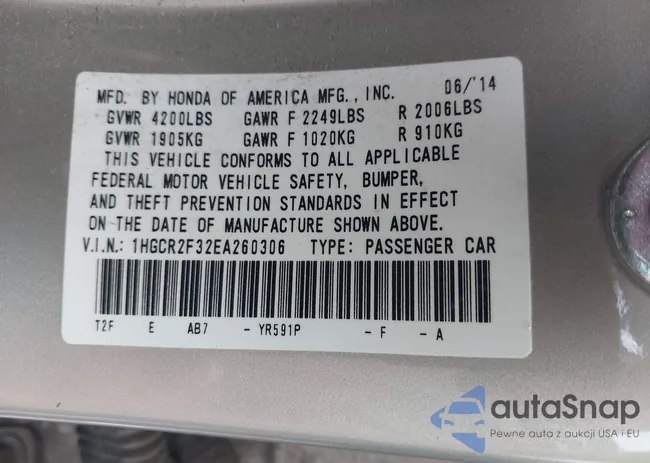 MFD. BY HONDA OF AMERICA MFG., INC. 06/'14
GVWR 4200LBS GAWR F 2249LBS R 2006LBS
GVWR 1905KG GAWR F 1020KG R 910KG
THIS VEHICLE CONFORMS TO ALL APPLICABLE
FEDERAL MOTOR VEHICLE SAFETY, BUMPER,
AND THEFT PREVENTION STANDARDS IN EFFECT
ON THE DATE OF MANUFACTURE SHOWN ABOVE.
V.I.N.: 1HGCR2F32EA260306 TYPE: PASSENGER CAR
T2F E AB7 - YR591P - F - A
autaSnap
Pewne auta z aukcji USA i EU